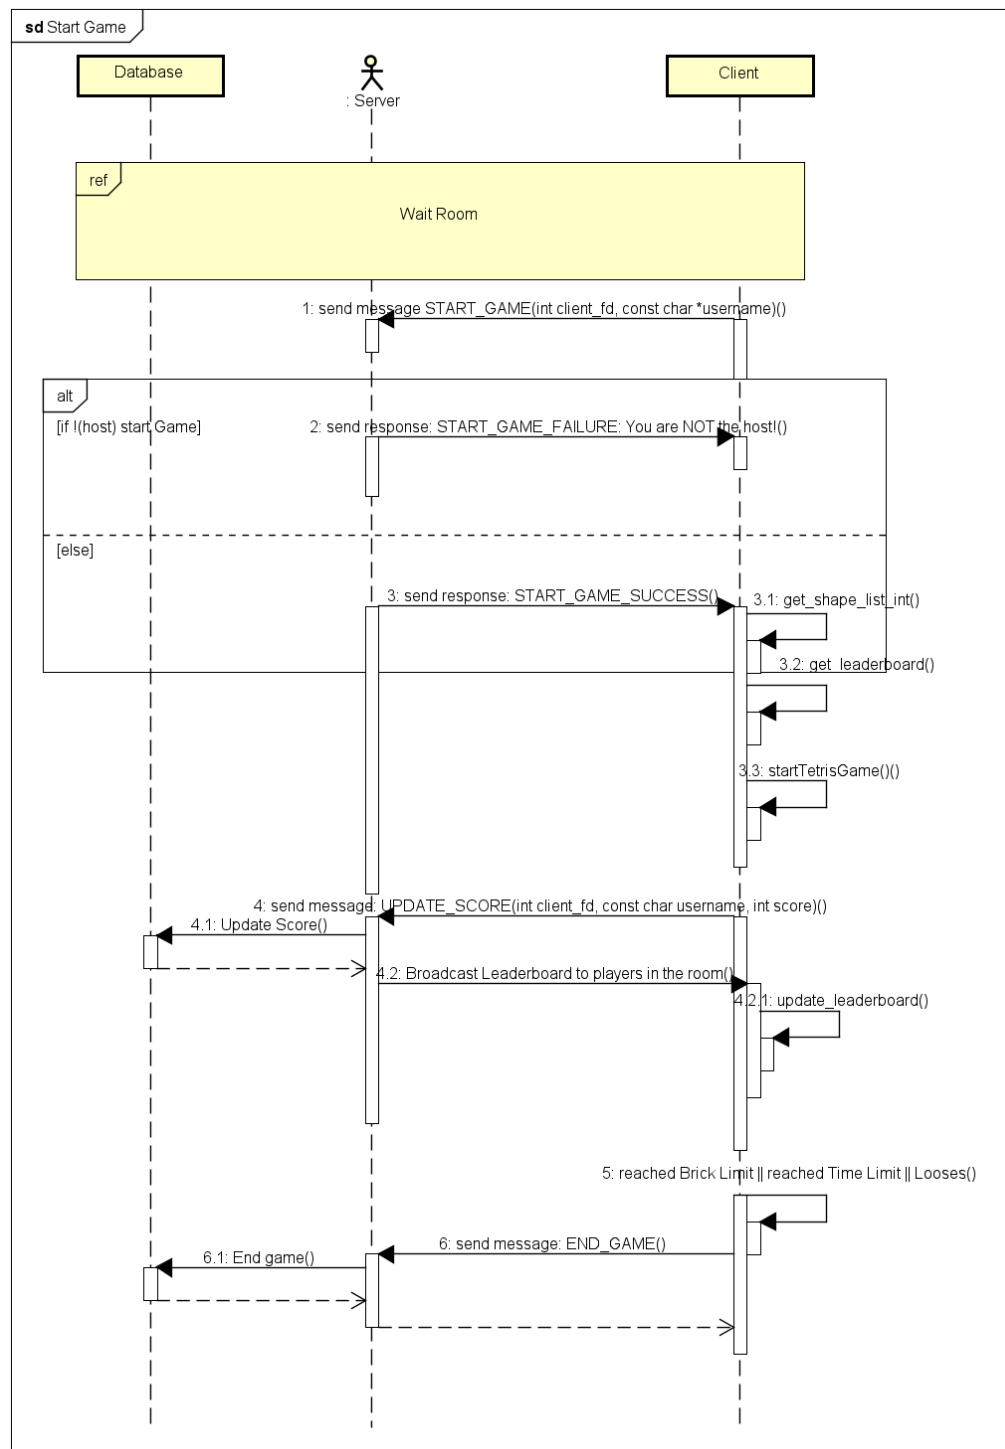 sd Start Game
Database
: Server
Client
ref
Wait Room
1: send message START_GAME(int client_fd, const char *username)()
alt
[if !(host) start Game]
2: send response: START_GAME_FAILURE: You are NOT the host!()
[else]
3: send response: START_GAME_SUCCESS()
3.1: get_shape_list_int()
3.2: get_leaderboard()
3.3: startTetrisGame()()
4: send message: UPDATE_SCORE(int client_fd, const char username, int score)()
4.1: Update Score()
4.2: Broadcast Leaderboard to players in the room()
4.2.1: update_leaderboard()
5: reached Brick Limit || reached Time Limit || Looses()
6: send message: END_GAME()
6.1: End game()